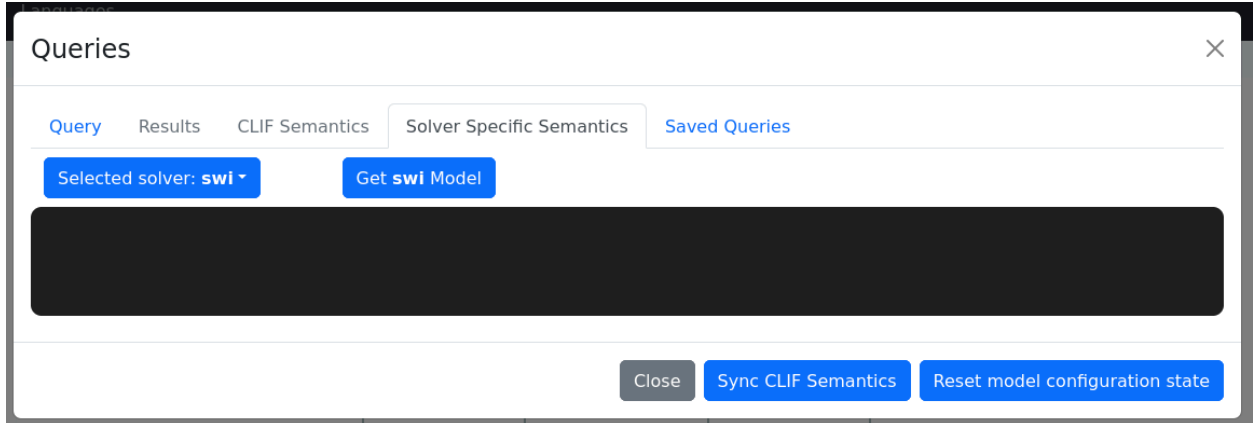 Languages
Queries
Query Results CLIF Semantics Solver Specific Semantics Saved Queries
Selected solver: swi Get swi Model
Close Sync CLIF Semantics Reset model configuration state